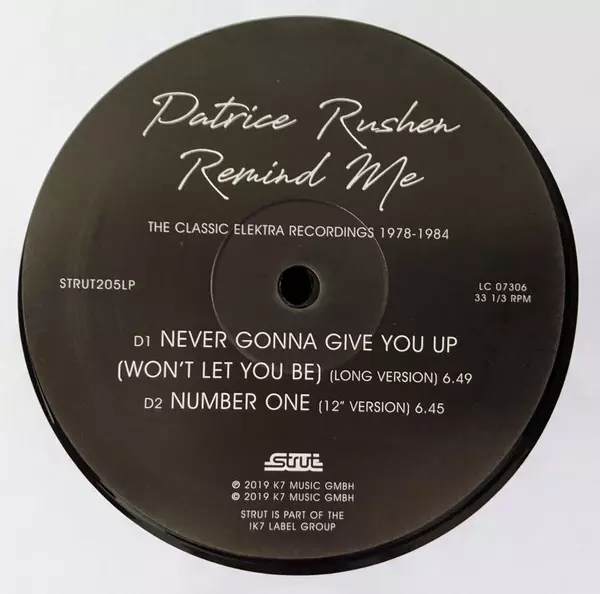 Patrice Rushen
Remind Me
THE CLASSIC ELEKTRA RECORDINGS 1978-1984
STRUT205LP
LC 07306
33 1/3 RPM
D1 NEVER GONNA GIVE YOU UP
(WON'T LET YOU BE) (LONG VERSION) 6.49
D2 NUMBER ONE (12" VERSION) 6.45
strut
℗ 2019 K7 MUSIC GMBH
© 2019 K7 MUSIC GMBH
STRUT IS PART OF THE
!K7 LABEL GROUP